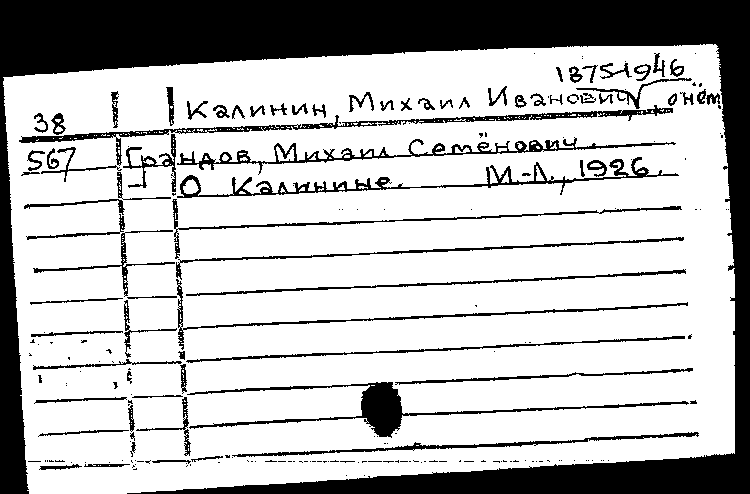 1875-1946
38 Калинин, Михаил Иванович, о нём
567 Грандов, Михаил Семёнович.
О Калинине. М.-Л., 1926.